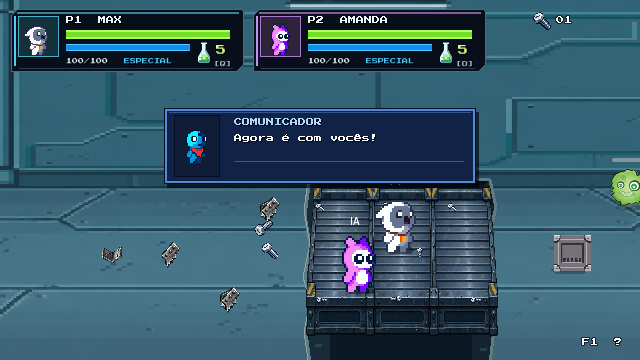 P1 MAX
5
100/100 ESPECIAL [Q]
P2 AMANDA
5
100/100 ESPECIAL [O]
01
COMUNICADOR
Agora é com vocês!
IA
F1 ?